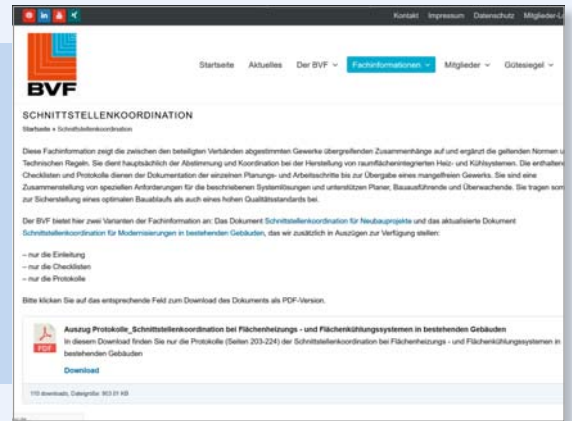 Kontakt Impressum Datenschutz Mitglieder-L
BVF
Startseite Aktuelles Der BVF Fachinformationen Mitglieder Gütesiegel
SCHNITTSTELLENKOORDINATION
Startseite » Schnittstellenkoordination
Diese Fachinformation zeigt die zwischen den beteiligten Verbänden abgestimmten Gewerke übergreifenden Zusammenhänge auf und ergänzt die geltenden Normen u
Technischen Regeln. Sie dient hauptsächlich der Abstimmung und Koordination bei der Herstellung von raumflächenintegrierten Heiz- und Kühlsystemen. Die enthaltene
Checklisten und Protokolle dienen der Dokumentation der einzelnen Planungs- und Arbeitsschritte bis zur Übergabe eines mangelfreien Gewerks. Sie sind eine
Zusammenstellung von speziellen Anforderungen für die beschriebenen Systemlösungen und unterstützen Planer, Bauausführende und Überwachende. Sie tragen som
zur Sicherstellung eines optimalen Bauablaufs als auch eines hohen Qualitätsstandards bei.
Der BVF bietet hier zwei Varianten der Fachinformation an: Das Dokument Schnittstellenkoordination für Neubauprojekte und das aktualisierte Dokument
Schnittstellenkoordination für Modernisierungen in bestehenden Gebäuden, das wir zusätzlich in Auszügen zur Verfügung stellen:
– nur die Einleitung
– nur die Checklisten
– nur die Protokolle
Bitte klicken Sie auf das entsprechende Feld zum Download des Dokuments als PDF-Version.
PDF
Auszug Protokolle_Schnittstellenkoordination bei Flächenheizungs - und Flächenkühlungssystemen in bestehenden Gebäuden
In diesem Download finden Sie nur die Protokolle (Seiten 203-224) der Schnittstellenkoordination bei Flächenheizungs - und Flächenkühlungssystemen in
bestehenden Gebäuden
Download
110 downloads, Dateigröße: 903.01 KB